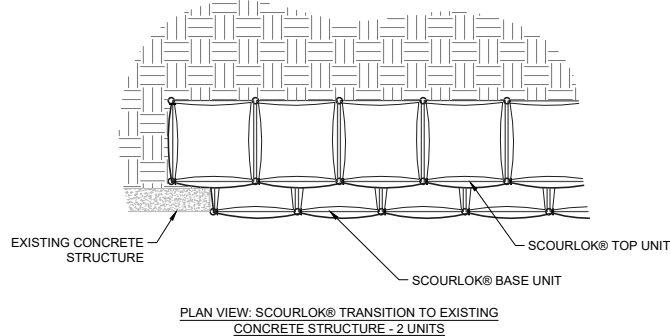 EXISTING CONCRETE
STRUCTURE
SCOURLOK® TOP UNIT
SCOURLOK® BASE UNIT
PLAN VIEW: SCOURLOK® TRANSITION TO EXISTING
CONCRETE STRUCTURE - 2 UNITS